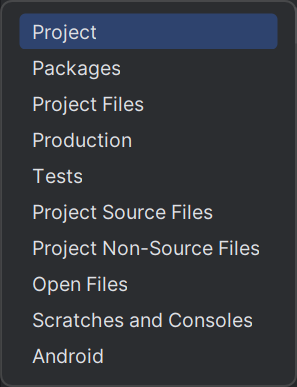 Project
Packages
Project Files
Production
Tests
Project Source Files
Project Non-Source Files
Open Files
Scratches and Consoles
Android